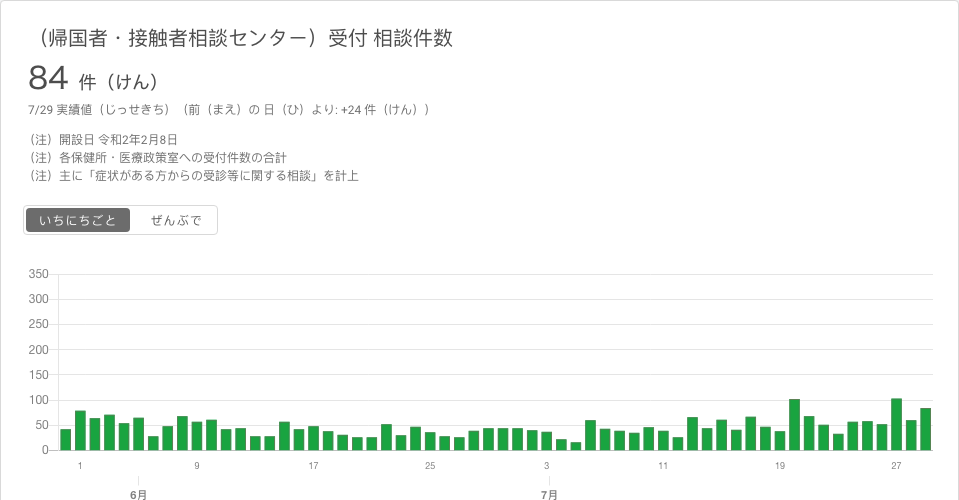 （帰国者・接触者相談センター）受付 相談件数
84 件（けん）
7/29 実績値（じっせきち）（前（まえ）の 日（ひ）より: +24 件（けん））
（注）開設日 令和2年2月8日
（注）各保健所・医療政策室への受付件数の合計
（注）主に「症状がある方からの受診等に関する相談」を計上
いちにちごと ぜんぶで
350
300
250
200
150
100
50
0
1 9 17 25 3 11 19 27
6月 7月